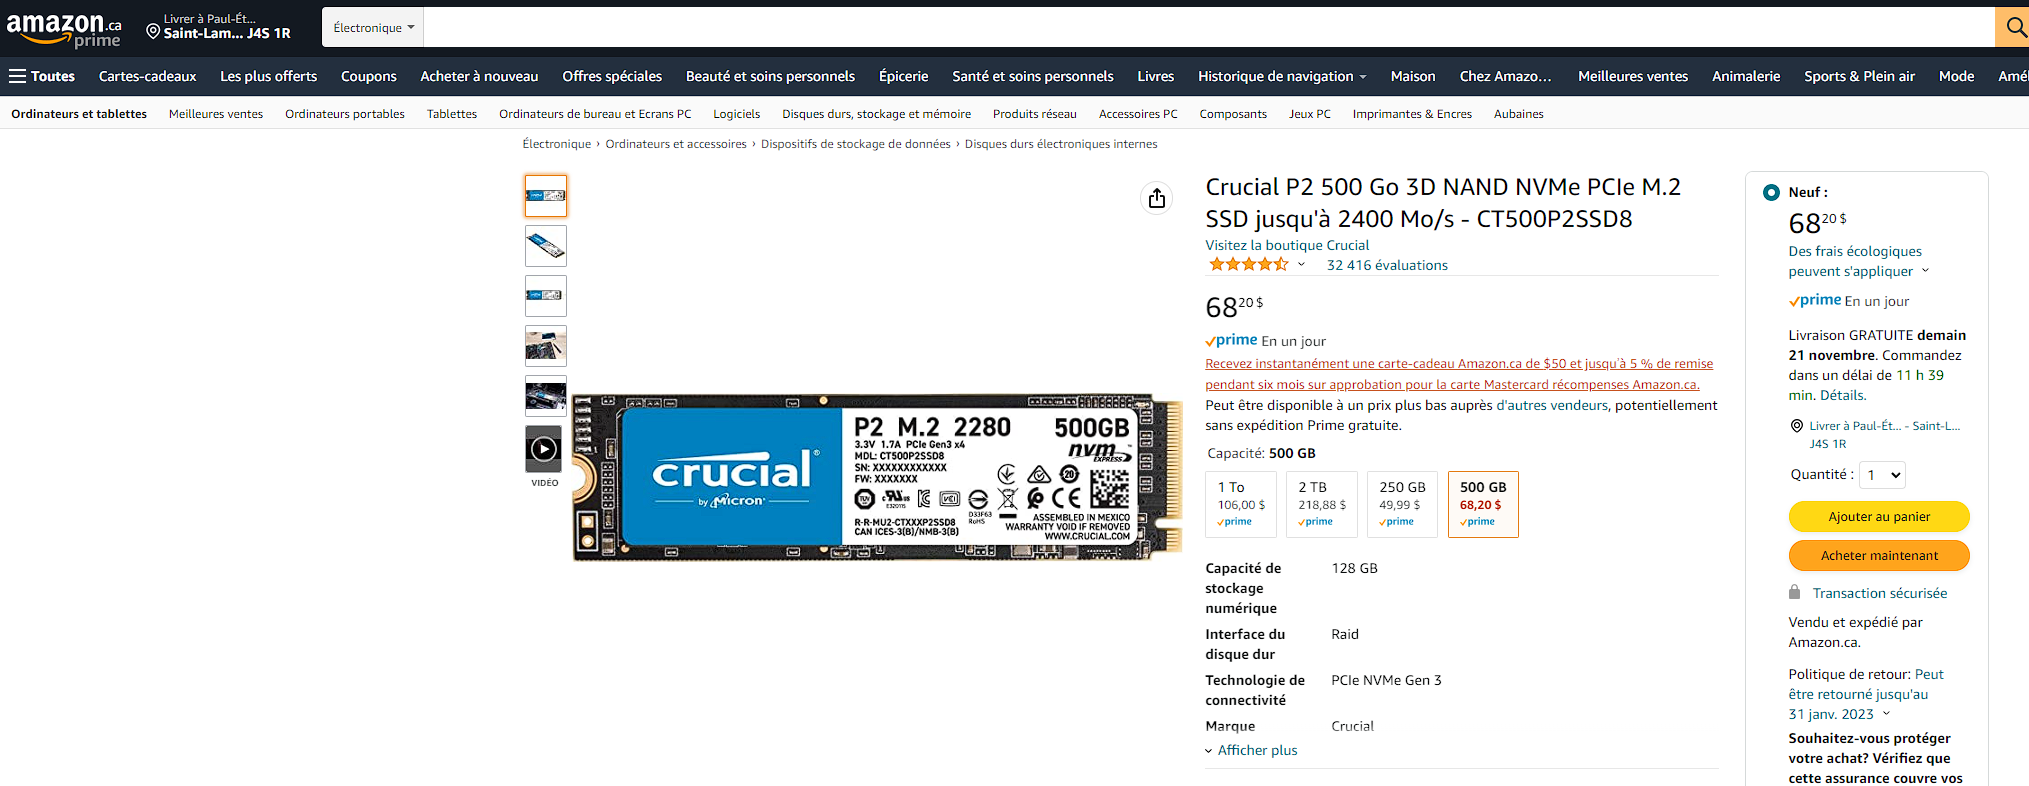 amazon.ca
prime
Livrer à Paul-Ét...
Saint-Lam... J4S 1R
Électronique
Toutes Cartes-cadeaux Les plus offerts Coupons Acheter à nouveau Offres spéciales Beauté et soins personnels Épicerie Santé et soins personnels Livres Historique de navigation Maison Chez Amazo... Meilleures ventes Animalerie Sports & Plein air Mode Amé
Ordinateurs et tablettes Meilleures ventes Ordinateurs portables Tablettes Ordinateurs de bureau et Ecrans PC Logiciels Disques durs, stockage et mémoire Produits réseau Accessoires PC Composants Jeux PC Imprimantes & Encres Aubaines
Électronique › Ordinateurs et accessoires › Dispositifs de stockage de données › Disques durs électroniques internes
VIDÉO
crucial®
by Micron®
P2 M.2 2280 500GB
3.3V 1.7A PCIe Gen3 x4
MDL: CT500P2SSD8
SN: XXXXXXXXXXXX
FW: XXXXXXX
nvm
EXPRESS
E320115
D33F63
RoHS
R-R-MU2-CTXXXP2SSD8
CAN ICES-3(B)/NMB-3(B)
ASSEMBLED IN MEXICO
WARRANTY VOID IF REMOVED
WWW.CRUCIAL.COM
Crucial P2 500 Go 3D NAND NVMe PCIe M.2
SSD jusqu'à 2400 Mo/s - CT500P2SSD8
Visitez la boutique Crucial
32 416 évaluations
68 20 $
prime En un jour
Recevez instantanément une carte-cadeau Amazon.ca de $50 et jusqu'à 5 % de remise
pendant six mois sur approbation pour la carte Mastercard récompenses Amazon.ca.
Peut être disponible à un prix plus bas auprès d'autres vendeurs, potentiellement
sans expédition Prime gratuite.
Capacité: 500 GB
1 To
106,00 $
prime
2 TB
218,88 $
prime
250 GB
49,99 $
prime
500 GB
68,20 $
prime
Capacité de
stockage
numérique
128 GB
Interface du
disque dur
Raid
Technologie de
connectivité
PCIe NVMe Gen 3
Marque
Crucial
Afficher plus
Neuf :
68 20 $
Des frais écologiques
peuvent s'appliquer
prime En un jour
Livraison GRATUITE demain
21 novembre. Commandez
dans un délai de 11 h 39
min. Détails.
Livrer à Paul-Ét... - Saint-L...
J4S 1R
Quantité : 1
Ajouter au panier
Acheter maintenant
Transaction sécurisée
Vendu et expédié par
Amazon.ca.
Politique de retour: Peut
être retourné jusqu'au
31 janv. 2023
Souhaitez-vous protéger
votre achat? Vérifiez que
cette assurance couvre vos